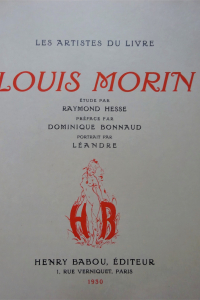 LES ARTISTES DU LIVRE
LOUIS MORIN
ÉTUDE PAR
RAYMOND HESSE
PRÉFACE PAR
DOMINIQUE BONNAUD
PORTRAIT PAR
LÉANDRE
H B
HENRY BABOU, ÉDITEUR
1, RUE VERNIQUET, PARIS
1930